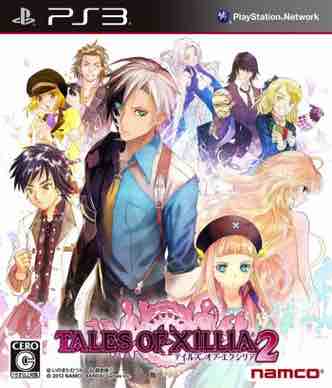 PS3
PlayStation Network
TALES OF XILLIA 2
テイルズ オブ エクシリア2
CERO
C
namco